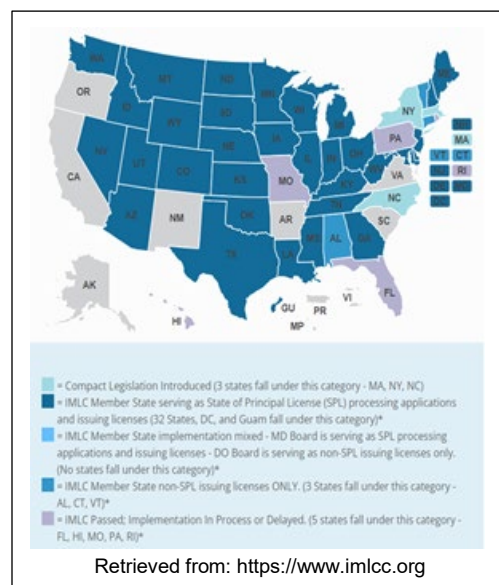 WA
MT
ND
MN
ME
OR
ID
SD
WI
MI
NY
WY
IA
PA
NH
NE
MA
NV
IL
IN
OH
VT CT
UT
CO
WV
NJ RI
CA
KS
MO
KY
VA
DE MD
TN
NC
DC
AZ
NM
OK
AR
SC
MS
AL
GA
TX
LA
FL
AK
HI
GU
PR
VI
MP
= Compact Legislation Introduced (3 states fall under this category - MA, NY, NC)
= IMLC Member State serving as State of Principal License (SPL) processing applications
and issuing licenses (32 States, DC, and Guam fall under this category)*
= IMLC Member State implementation mixed - MD Board is serving as SPL processing
applications and issuing licenses - DO Board is serving as non-SPL issuing licenses only.
(No states fall under this category)*
= IMLC Member State non-SPL issuing licenses ONLY. (3 States fall under this category -
AL, CT, VT)*
= IMLC Passed; Implementation In Process or Delayed. (5 states fall under this category -
FL, HI, MO, PA, RI)*
Retrieved from: https://www.imlcc.org